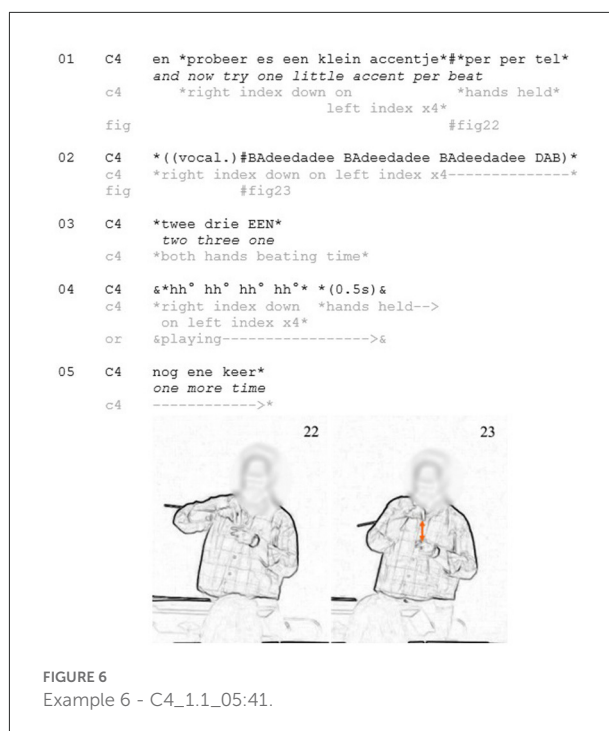 01 C4 en *probeer es een klein accentje*#*per per tel*
and now try one little accent per beat
c4 *right index down on *hands held*
left index x4*
fig #fig22
02 C4 *((vocal.)#BAdeedadee BAdeedadee BAdeedadee DAB)*
c4 *right index down on left index x4--------------*
fig #fig23
03 C4 *twee drie EEN*
two three one
c4 *both hands beating time*
04 C4 &*hh° hh° hh° hh°* *(0.5s)&
c4 *right index down *hands held-->
on left index x4*
or &playing----------------->&
05 C4 nog ene keer*
one more time
c4 ------------>*
22 23
FIGURE 6
Example 6 - C4_1.1_05:41.